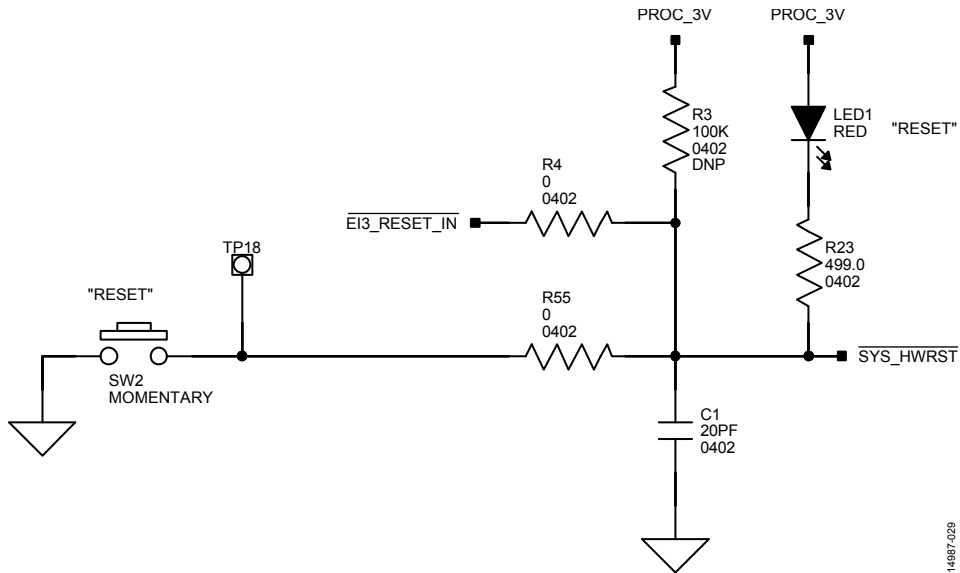 PROC_3V
PROC_3V
R3
100K
0402
DNP
LED1
RED
"RESET"
R4
0
0402
EI3_RESET_IN
R23
499.0
0402
TP18
"RESET"
R55
0
0402
SYS_HWRST
SW2
MOMENTARY
C1
20PF
0402
14987-029